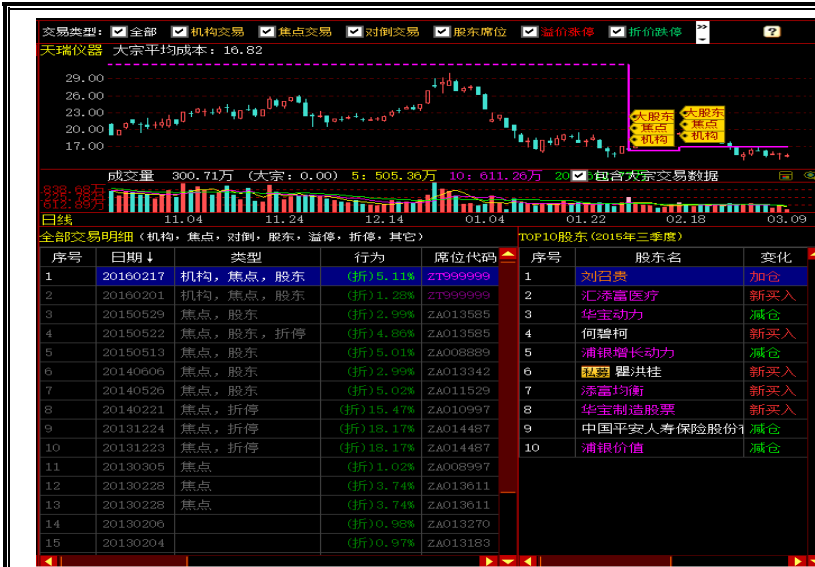 交易类型: 全部 机构交易 焦点交易 对倒交易 股东席位 溢价涨停 折价跌停 ?
天瑞仪器 大宗平均成本: 16.82
29.00
26.00
23.00
20.00
17.00
大股东 焦点 机构
大股东 焦点 机构
成交量 300.71万 (大宗: 0.00) 5: 505.36万 10: 611.26万 包含大宗交易数据
日线 11.04 11.24 12.14 01.04 01.22 02.18 03.09
全部交易明细(机构,焦点,对倒,股东,溢停,折停,其它)
序号 日期↓ 类型 行为 席位代码
1 20160217 机构,焦点,股东 (折)5.11% ZT999999
2 20160201 机构,焦点,股东 (折)1.28% ZT999999
3 20150529 焦点,股东 (折)2.99% ZA013585
4 20150522 焦点,股东,折停 (折)4.86% ZA013585
5 20150513 焦点,股东 (折)5.01% ZA008889
6 20140606 焦点,股东 (折)2.99% ZA013342
7 20140526 焦点,股东 (折)5.02% ZA011529
8 20140221 焦点,折停 (折)15.47% ZA010997
9 20131224 焦点,折停 (折)18.17% ZA014487
10 20131223 焦点,折停 (折)18.17% ZA014487
11 20130305 焦点 (折)1.02% ZA008997
12 20130228 焦点 (折)3.74% ZA013611
13 20130228 焦点 (折)3.74% ZA013611
14 20130206 (折)0.98% ZA013270
15 20130204 (折)0.97% ZA013183
TOP10股东(2015年三季度)
序号 股东名 变化
1 刘召贵 加仓
2 汇添富医疗 新买入
3 华宝动力 减仓
4 何碧柯 新买入
5 浦银增长动力 减仓
6 私募 瞿洪桂 新买入
7 添富均衡 新买入
8 华宝制造股票 新买入
9 中国平安人寿保险股份 减仓
10 浦银价值 减仓